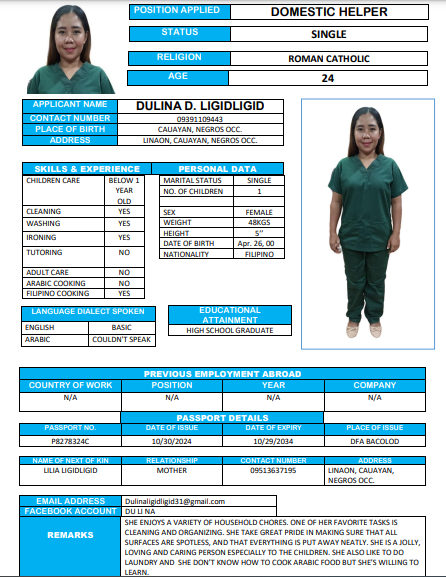 POSITION APPLIED DOMESTIC HELPER
STATUS SINGLE
RELIGION ROMAN CATHOLIC
AGE 24
APPLICANT NAME DULINA D. LIGIDLIGID
CONTACT NUMBER 09391109443
PLACE OF BIRTH CAUAYAN, NEGROS OCC.
ADDRESS LINAON, CAUAYAN, NEGROS OCC.
SKILLS & EXPERIENCE
CHILDREN CARE BELOW 1 YEAR OLD
CLEANING YES
WASHING YES
IRONING YES
TUTORING NO
ADULT CARE NO
ARABIC COOKING NO
FILIPINO COOKING YES
PERSONAL DATA
MARITAL STATUS SINGLE
NO. OF CHILDREN 1
SEX FEMALE
WEIGHT 48KGS
HEIGHT 5''
DATE OF BIRTH Apr. 26, 00
NATIONALITY FILIPINO
LANGUAGE DIALECT SPOKEN
ENGLISH BASIC
ARABIC COULDN'T SPEAK
EDUCATIONAL
ATTAINMENT
HIGH SCHOOL GRADUATE
PREVIOUS EMPLOYMENT ABROAD
COUNTRY OF WORK POSITION YEAR COMPANY
N/A N/A N/A N/A
PASSPORT DETAILS
PASSPORT NO. DATE OF ISSUE DATE OF EXPIRY PLACE OF ISSUE
P8278324C 10/30/2024 10/29/2034 DFA BACOLOD
NAME OF NEXT OF KIN RELATIONSHIP CONTACT NUMBER ADDRESS
LILIA LIGIDLIGID MOTHER 09513637195 LINAON, CAUAYAN,
NEGROS OCC.
EMAIL ADDRESS Dulinaligidligid31@gmail.com
FACEBOOK ACCOUNT DU LI NA
REMARKS
SHE ENJOYS A VARIETY OF HOUSEHOLD CHORES. ONE OF HER FAVORITE TASKS IS
CLEANING AND ORGANIZING. SHE TAKE GREAT PRIDE IN MAKING SURE THAT ALL
SURFACES ARE SPOTLESS, AND THAT EVERYTHING IS PUT AWAY NEATLY. SHE IS A JOLLY,
LOVING AND CARING PERSON ESPECIALLY TO THE CHILDREN. SHE ALSO LIKE TO DO
LAUNDRY AND SHE DON'T KNOW HOW TO COOK ARABIC FOOD BUT SHE'S WILLING TO
LEARN.